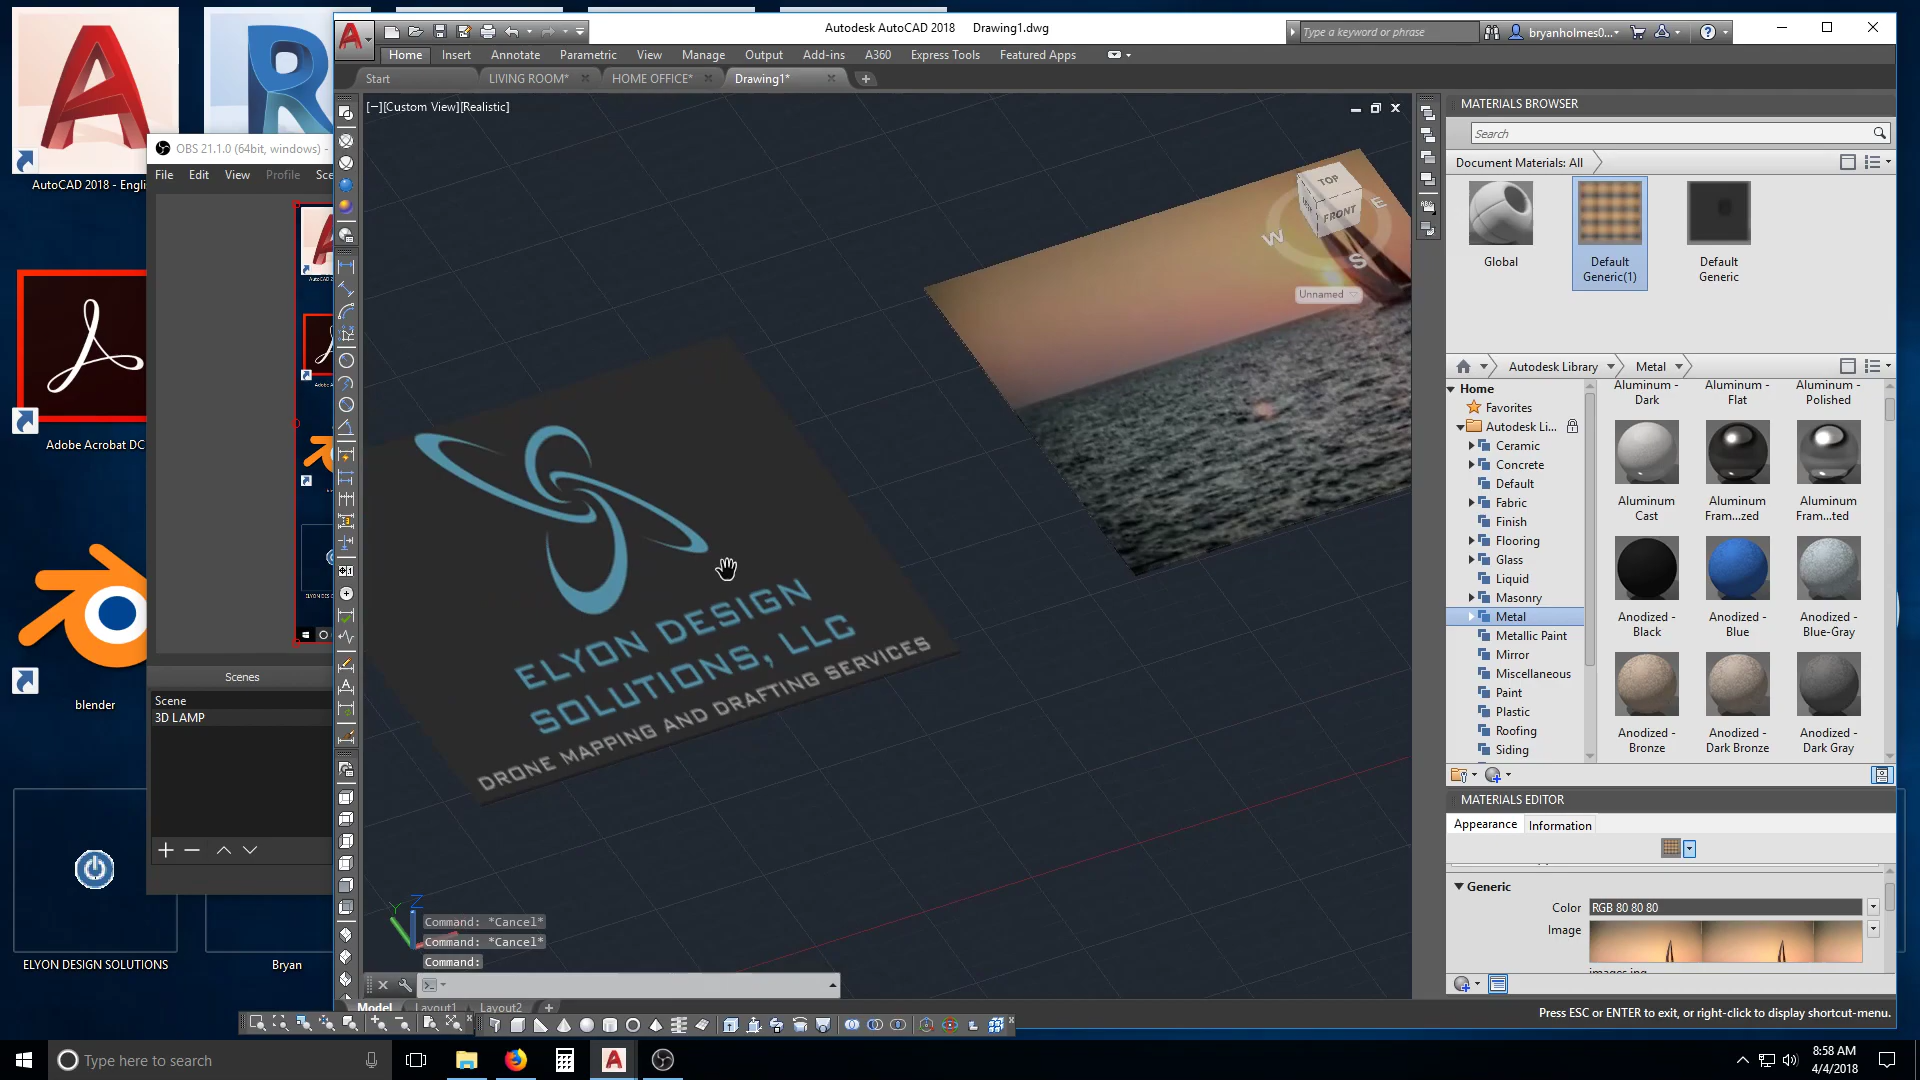 Autodesk AutoCAD 2018 Drawing1.dwg
Type a keyword or phrase
bryanholmes0...
Home Insert Annotate Parametric View Manage Output Add-ins A360 Express Tools Featured Apps
Start LIVING ROOM* HOME OFFICE* Drawing1*
[−][Custom View][Realistic]
AutoCAD 2018 - Engli
OBS 21.1.0 (64bit, windows) -
File Edit View Profile Sce
Adobe Acrobat DC
blender
Scenes
Scene
3D LAMP
ELYON DESIGN SOLUTIONS
Bryan
TOP
FRONT
W
S
E
Unnamed
ELYON DESIGN
SOLUTIONS, LLC
DRONE MAPPING AND DRAFTING SERVICES
Z
Y
Command: *Cancel*
Command: *Cancel*
Command:
Model Layout1 Layout2
MATERIALS BROWSER
Search
Document Materials: All
Global
Default
Generic(1)
Default
Generic
Autodesk Library Metal
Home
Favorites
Autodesk Li...
Ceramic
Concrete
Default
Fabric
Finish
Flooring
Glass
Liquid
Masonry
Metal
Metallic Paint
Mirror
Miscellaneous
Paint
Plastic
Roofing
Siding
Aluminum -
Dark
Aluminum -
Flat
Aluminum -
Polished
Aluminum
Cast
Aluminum
Fram...zed
Aluminum
Fram...ted
Anodized -
Black
Anodized -
Blue
Anodized -
Blue-Gray
Anodized -
Bronze
Anodized -
Dark Bronze
Anodized -
Dark Gray
MATERIALS EDITOR
Appearance Information
Generic
Color RGB 80 80 80
Image
Press ESC or ENTER to exit, or right-click to display shortcut-menu.
Type here to search
8:58 AM
4/4/2018